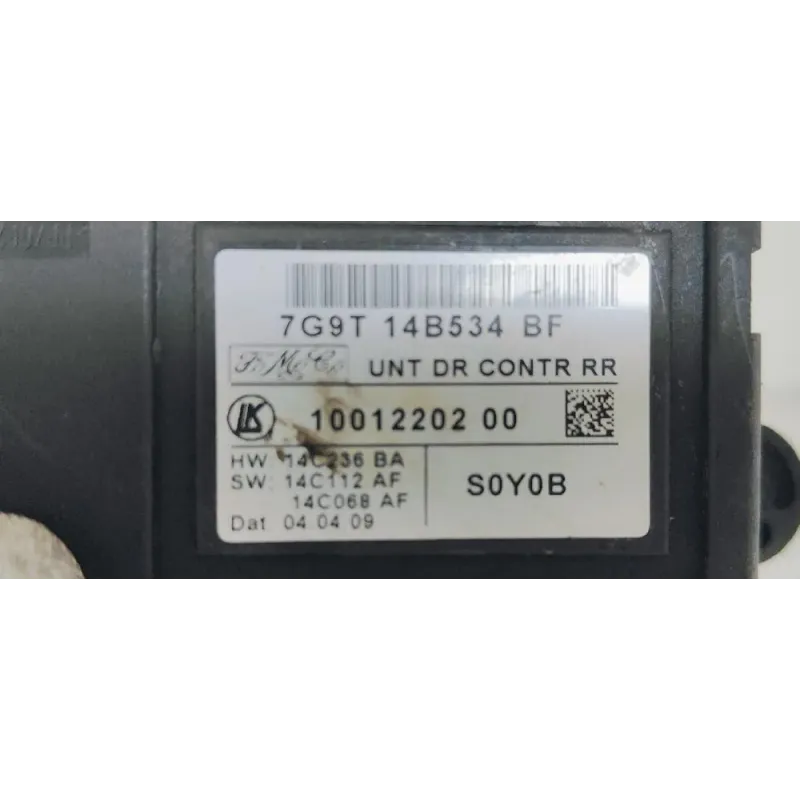 7G9T 14B534 BF
F.M.C. UNT DR CONTR RR
LK 10012202 00
HW: 14C236 BA
SW: 14C112 AF
14C068 AF
Dat 04.04.09
S0Y0B